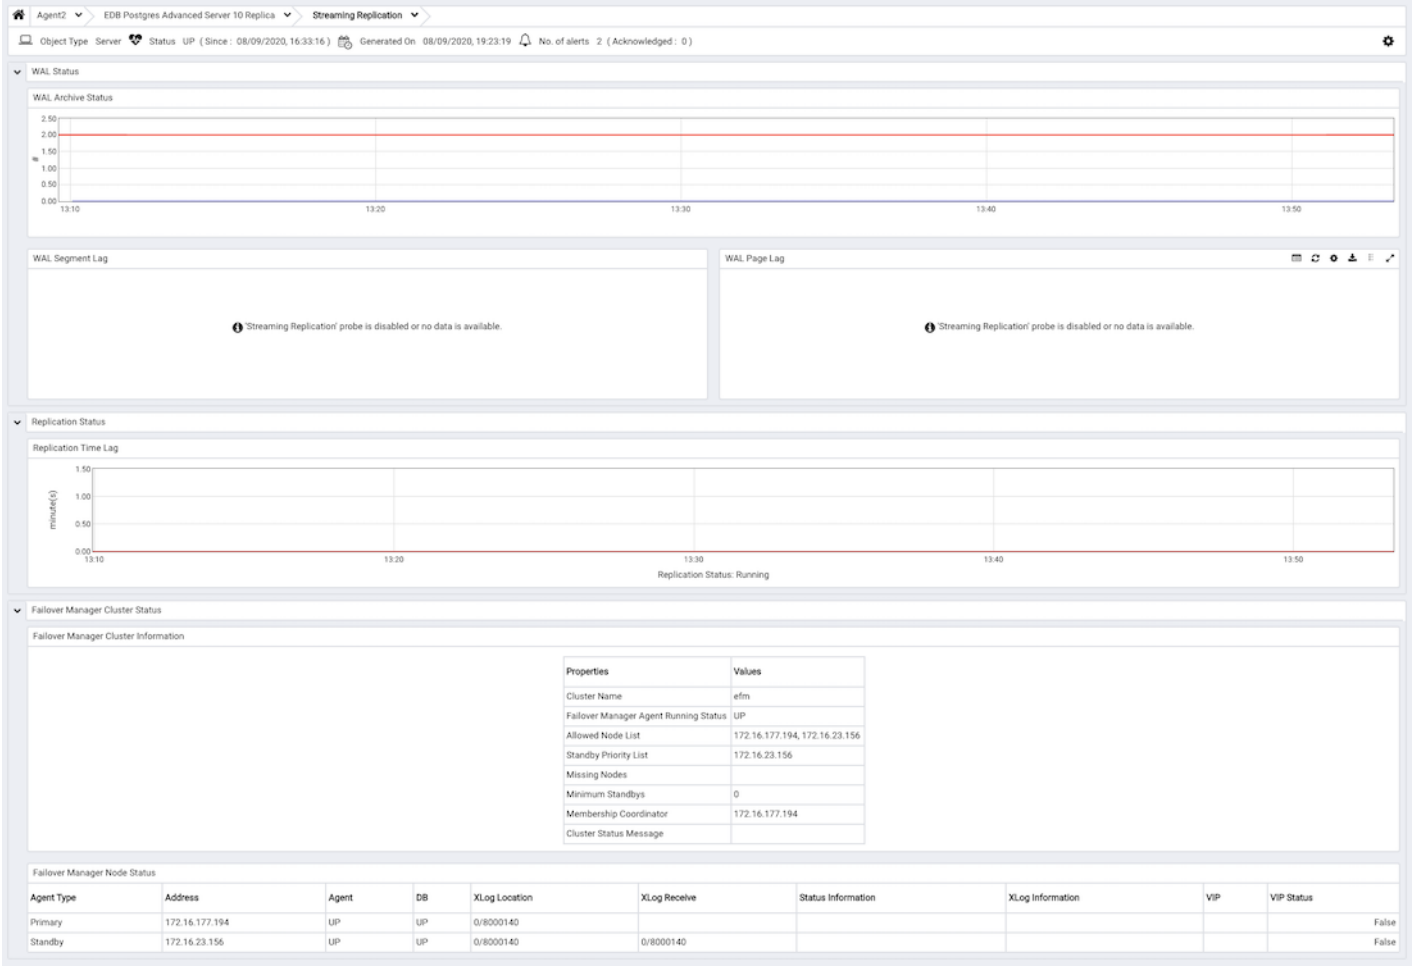 Agent2 EDB Postgres Advanced Server 10 Replica Streaming Replication
Object Type Server Status UP ( Since : 08/09/2020, 16:33:16 ) Generated On 08/09/2020, 19:23:19 No. of alerts 2 ( Acknowledged : 0 )
WAL Status
WAL Archive Status
2.50
2.00
1.50
#
1.00
0.50
0.00
13:10 13:20 13:30 13:40 13:50
WAL Segment Lag WAL Page Lag
'Streaming Replication' probe is disabled or no data is available. 'Streaming Replication' probe is disabled or no data is available.
Replication Status
Replication Time Lag
1.50
1.00
minute(s)
0.50
0.00
13:10 13:20 13:30 13:40 13:50
Replication Status: Running
Failover Manager Cluster Status
Failover Manager Cluster Information
Properties Values
Cluster Name efm
Failover Manager Agent Running Status UP
Allowed Node List 172.16.177.194, 172.16.23.156
Standby Priority List 172.16.23.156
Missing Nodes
Minimum Standbys 0
Membership Coordinator 172.16.177.194
Cluster Status Message
Failover Manager Node Status
Agent Type Address Agent DB XLog Location XLog Receive Status Information XLog Information VIP VIP Status
Primary 172.16.177.194 UP UP 0/8000140 False
Standby 172.16.23.156 UP UP 0/8000140 0/8000140 False